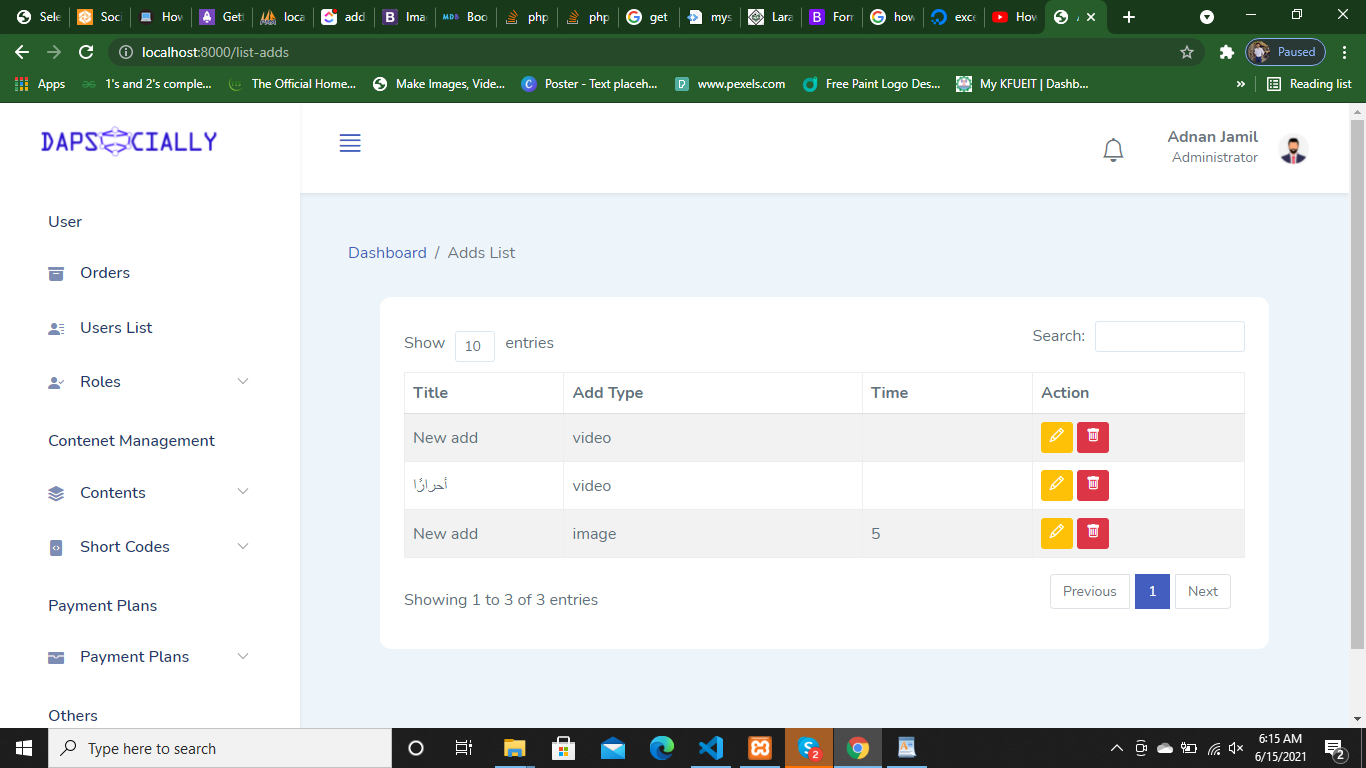 Sele
Soci
How
Get
loca
add
Ima
MDB Boo
php
php
get
mys
Lara
Forn
how
exce
How
localhost:8000/list-adds
Paused
Apps
1's and 2's comple...
The Official Home...
Make Images, Vide...
Poster - Text placeh...
www.pexels.com
Free Paint Logo Des...
My KFUEIT | Dashb...
»
Reading list
DAPSOCIALLY
Adnan Jamil
Administrator
User
Orders
Users List
Roles
Contenet Management
Contents
Short Codes
Payment Plans
Payment Plans
Others
Dashboard / Adds List
Show 10 entries
Search:
Title Add Type Time Action
New add video
أحرارًا video
New add image 5
Showing 1 to 3 of 3 entries
Previous 1 Next
Type here to search
2
6:15 AM
6/15/2021
2